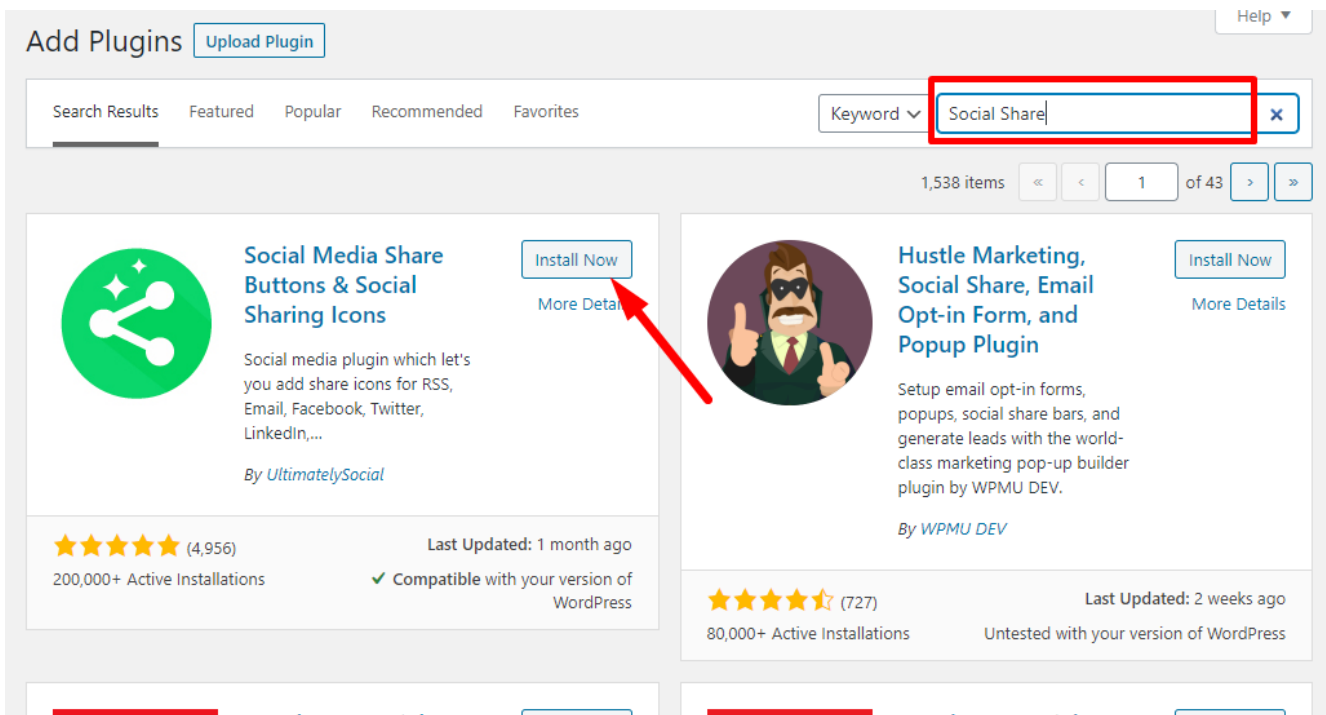 Help
Add Plugins Upload Plugin
Search Results Featured Popular Recommended Favorites Keyword Social Share
1,538 items « ‹ 1 of 43 › »
Social Media Share
Buttons & Social
Sharing Icons
Install Now
More
Social media plugin which let's
you add share icons for RSS,
Email, Facebook, Twitter,
LinkedIn,...
By UltimatelySocial
(4,956)
Last Updated: 1 month ago
200,000+ Active Installations
Compatible with your version of
WordPress
Hustle Marketing,
Social Share, Email
Opt-in Form, and
Popup Plugin
Install Now
More Details
Setup email opt-in forms,
popups, social share bars, and
generate leads with the world-
class marketing pop-up builder
plugin by WPMU DEV.
By WPMU DEV
(727)
Last Updated: 2 weeks ago
80,000+ Active Installations
Untested with your version of WordPress